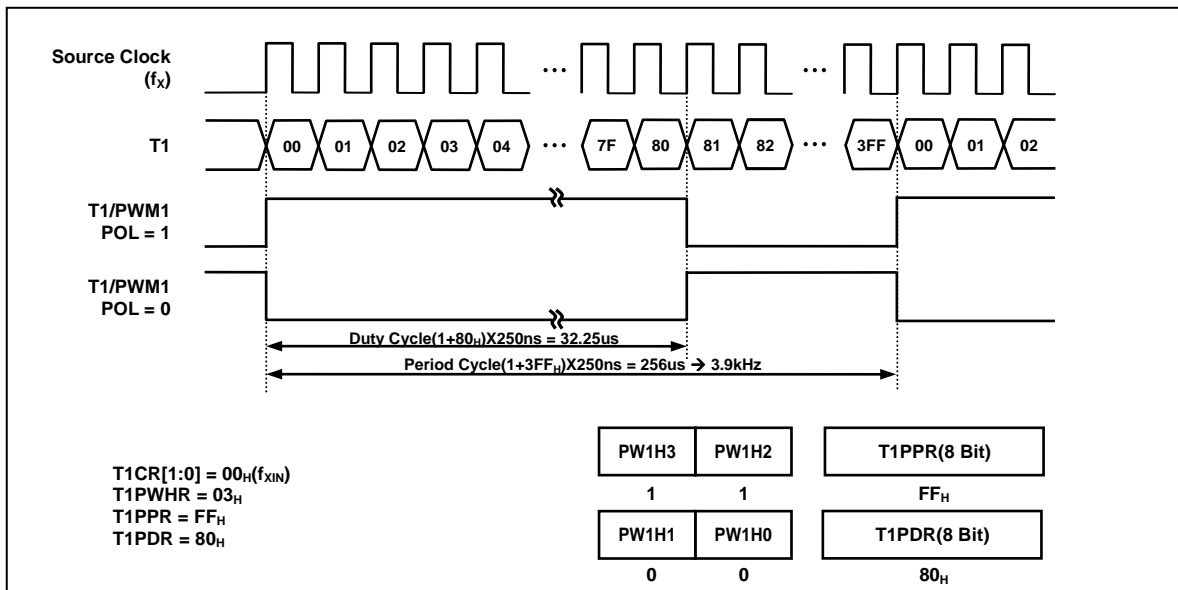 Source Clock
(fX)
T1
00 01 02 03 04 ... 7F 80 81 82 ... 3FF 00 01 02
T1/PWM1
POL = 1
T1/PWM1
POL = 0
Duty Cycle(1+80H)X250ns = 32.25us
Period Cycle(1+3FFH)X250ns = 256us → 3.9kHz
T1CR[1:0] = 00H(fXIN)
T1PWHR = 03H
T1PPR = FFH
T1PDR = 80H
PW1H3 PW1H2 T1PPR(8 Bit)
1 1 FFH
PW1H1 PW1H0 T1PDR(8 Bit)
0 0 80H